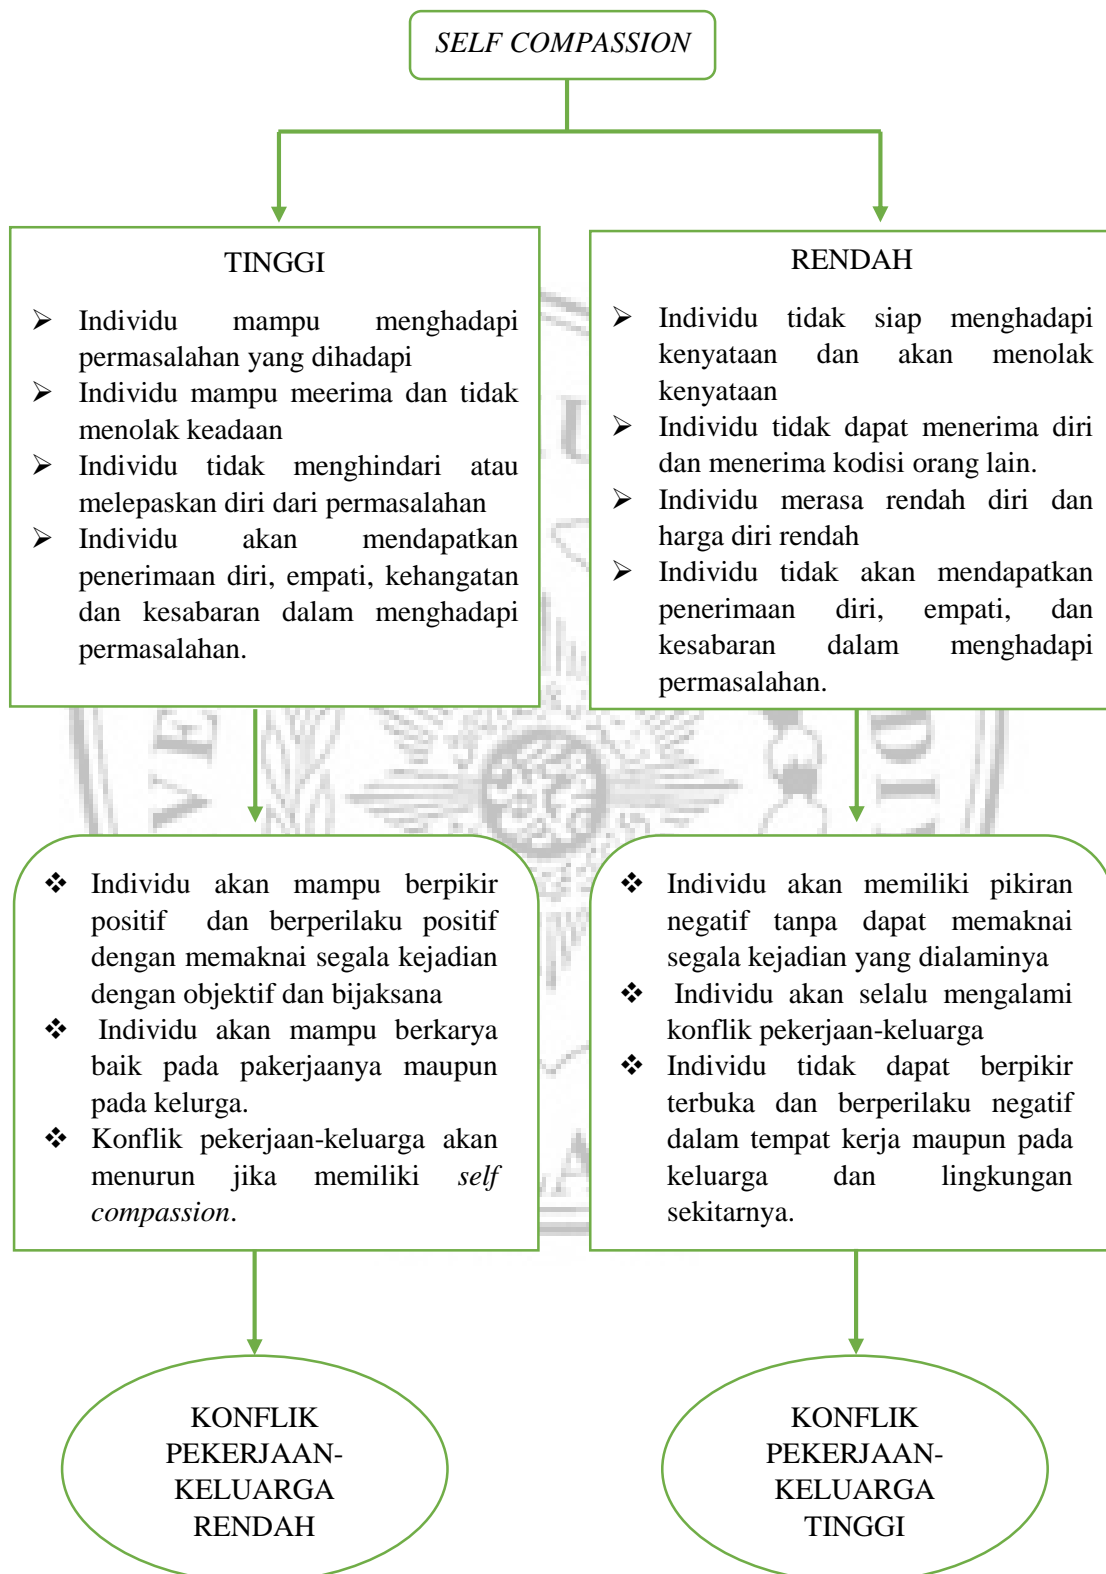 SELF COMPASSION
TINGGI
➢ Individu mampu menghadapi
permasalahan yang dihadapi
➢ Individu mampu meerima dan tidak
menolak keadaan
➢ Individu tidak menghindari atau
melepaskan diri dari permasalahan
➢ Individu akan mendapatkan
penerimaan diri, empati, kehangatan
dan kesabaran dalam menghadapi
permasalahan.
RENDAH
➢ Individu tidak siap menghadapi
kenyataan dan akan menolak
kenyataan
➢ Individu tidak dapat menerima diri
dan menerima kodisi orang lain.
➢ Individu merasa rendah diri dan
harga diri rendah
➢ Individu tidak akan mendapatkan
penerimaan diri, empati, dan
kesabaran dalam menghadapi
permasalahan.
❖ Individu akan mampu berpikir
positif dan berperilaku positif
dengan memaknai segala kejadian
dengan objektif dan bijaksana
❖ Individu akan mampu berkarya
baik pada pakerjaanya maupun
pada kelurga.
❖ Konflik pekerjaan-keluarga akan
menurun jika memiliki self
compassion.
❖ Individu akan memiliki pikiran
negatif tanpa dapat memaknai
segala kejadian yang dialaminya
❖ Individu akan selalu mengalami
konflik pekerjaan-keluarga
❖ Individu tidak dapat berpikir
terbuka dan berperilaku negatif
dalam tempat kerja maupun pada
keluarga dan lingkungan
sekitarnya.
KONFLIK
PEKERJAAN-
KELUARGA
RENDAH
KONFLIK
PEKERJAAN-
KELUARGA
TINGGI